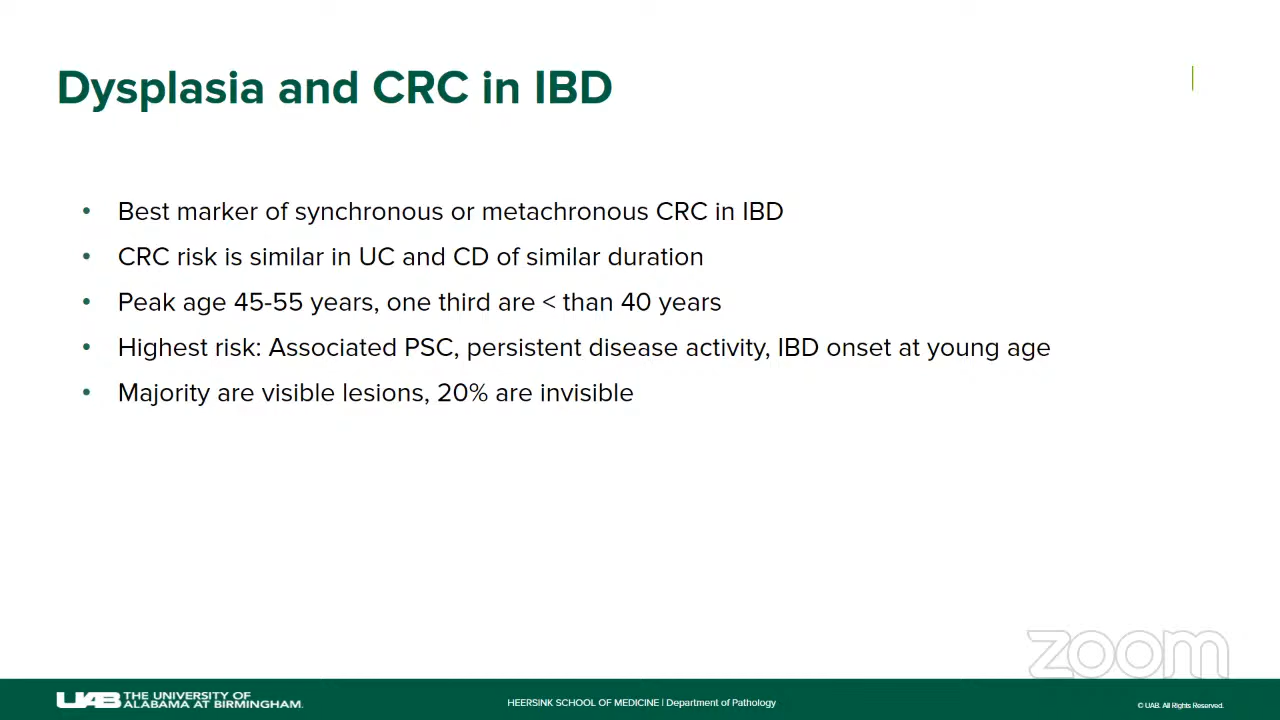 Dysplasia and CRC in IBD
• Best marker of synchronous or metachronous CRC in IBD
• CRC risk is similar in UC and CD of similar duration
• Peak age 45-55 years, one third are < than 40 years
• Highest risk: Associated PSC, persistent disease activity, IBD onset at young age
• Majority are visible lesions, 20% are invisible
zoom
UAB THE UNIVERSITY OF
ALABAMA AT BIRMINGHAM.
HEERSINK SCHOOL OF MEDICINE | Department of Pathology
© UAB. All Rights Reserved.